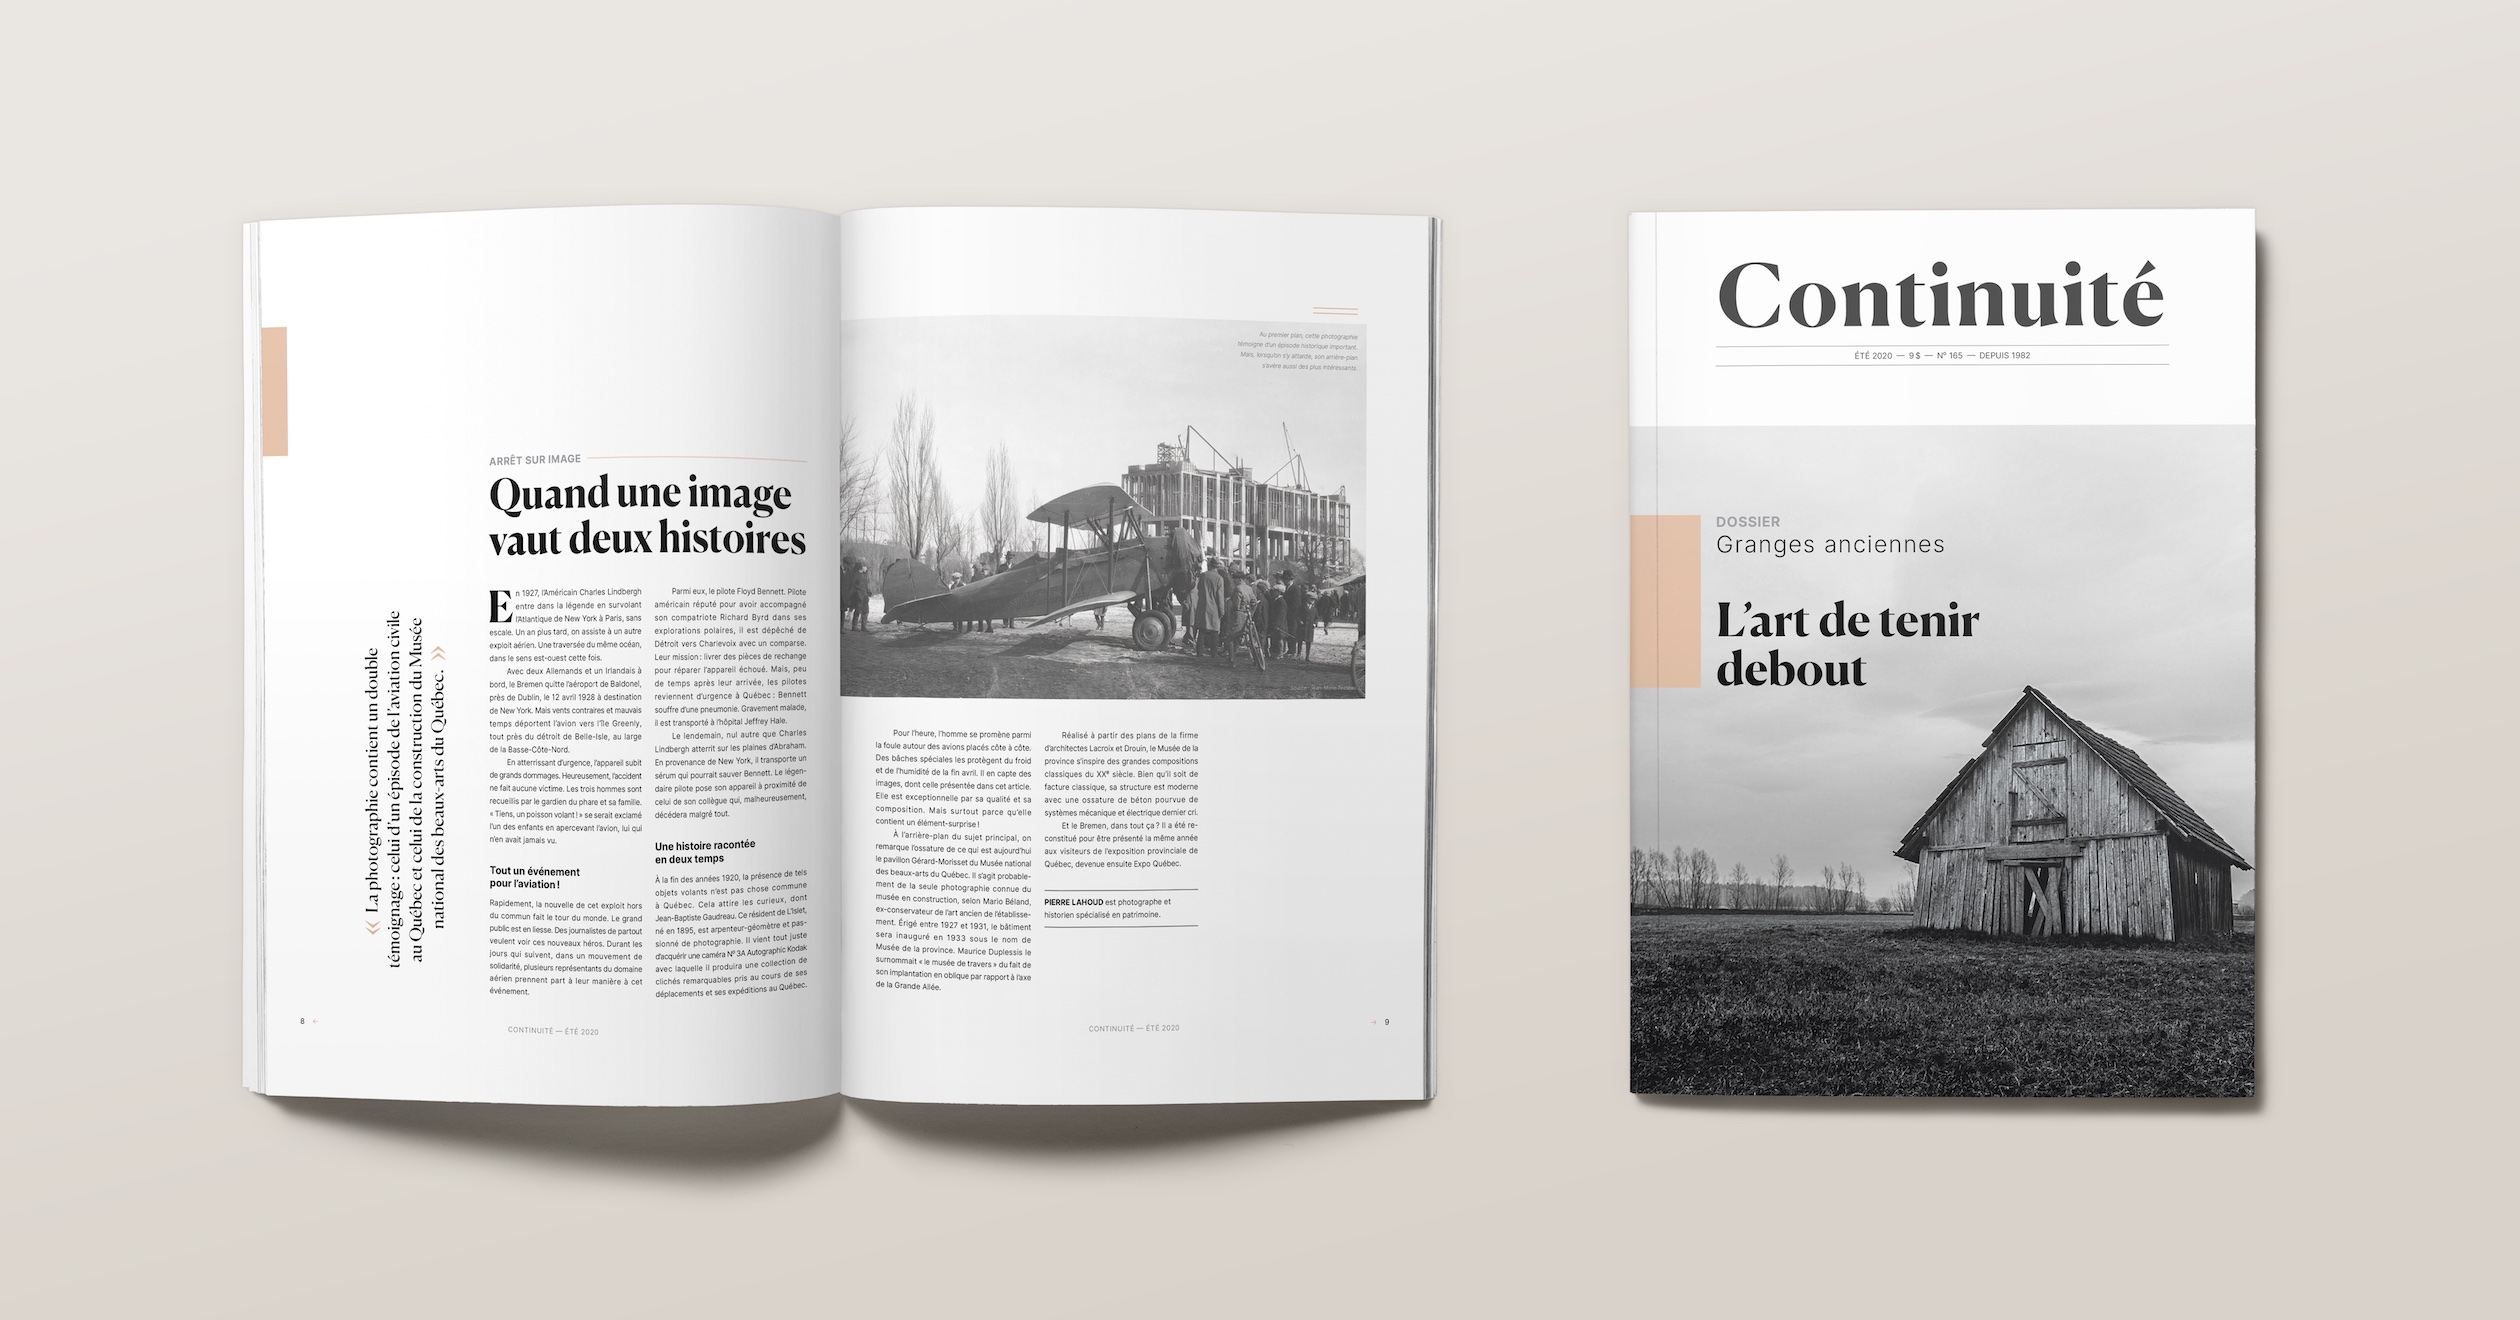 « La photographie contient un double
témoignage : celui d'un épisode de l'aviation civile
au Québec et celui de la construction du Musée
national des beaux-arts du Québec. »
ARRÊT SUR IMAGE
Quand une image
vaut deux histoires
En 1927, l'Américain Charles Lindbergh
entre dans la légende en survolant
l'Atlantique de New York à Paris, sans
escale. Un an plus tard, on assiste à un autre
exploit aérien. Une traversée du même océan,
dans le sens est-ouest cette fois.
Avec deux Allemands et un Irlandais à
bord, le Bremen quitte l'aéroport de Baldonel,
près de Dublin, le 12 avril 1928 à destination
de New York. Mais vents contraires et mauvais
temps déportent l'avion vers l'île Greenly,
tout près du détroit de Belle-Isle, au large
de la Basse-Côte-Nord.
En atterrissant d'urgence, l'appareil subit
de grands dommages. Heureusement, l'accident
ne fait aucune victime. Les trois hommes sont
recueillis par le gardien du phare et sa famille.
« Tiens, un poisson volant ! » se serait exclamé
l'un des enfants en apercevant l'avion, lui qui
n'en avait jamais vu.
Tout un événement
pour l'aviation !
Rapidement, la nouvelle de cet exploit hors
du commun fait le tour du monde. Le grand
public est en liesse. Des journalistes de partout
veulent voir ces nouveaux héros. Durant les
jours qui suivent, dans un mouvement de
solidarité, plusieurs représentants du domaine
aérien prennent part à leur manière à cet
événement.
Parmi eux, le pilote Floyd Bennett. Pilote
américain réputé pour avoir accompagné
son compatriote Richard Byrd dans ses
explorations polaires, il est dépêché de
Détroit vers Charlevoix avec un comparse.
Leur mission : livrer des pièces de rechange
pour réparer l'appareil échoué. Mais, peu
de temps après leur arrivée, les pilotes
reviennent d'urgence à Québec : Bennett
souffre d'une pneumonie. Gravement malade,
il est transporté à l'hôpital Jeffrey Hale.
Le lendemain, nul autre que Charles
Lindbergh atterrit sur les plaines d'Abraham.
En provenance de New York, il transporte un
sérum qui pourrait sauver Bennett. Le légen-
daire pilote pose son appareil à proximité de
celui de son collègue qui, malheureusement,
décédera malgré tout.
Une histoire racontée
en deux temps
À la fin des années 1920, la présence de tels
objets volants n'est pas chose commune
à Québec. Cela attire les curieux, dont
Jean-Baptiste Gaudreau. Ce résident de L'Islet,
né en 1895, est arpenteur-géomètre et pas-
sionné de photographie. Il vient tout juste
d'acquérir une caméra Nº 3A Autographic Kodak
avec laquelle il produira une collection de
clichés remarquables pris au cours de ses
déplacements et ses expéditions au Québec.
8 ←
CONTINUITÉ — ÉTÉ 2020
Au premier plan, cette photographie
témoigne d'un épisode historique important.
Mais, lorsqu'on s'y attarde, son arrière-plan
s'avère aussi des plus intéressants.
Pour l'heure, l'homme se promène parmi
la foule autour des avions placés côte à côte.
Des bâches spéciales les protègent du froid
et de l'humidité de la fin avril. Il en capte des
images, dont celle présentée dans cet article.
Elle est exceptionnelle par sa qualité et sa
composition. Mais surtout parce qu'elle
contient un élément-surprise !
À l'arrière-plan du sujet principal, on
remarque l'ossature de ce qui est aujourd'hui
le pavillon Gérard-Morisset du Musée national
des beaux-arts du Québec. Il s'agit probable-
ment de la seule photographie connue du
musée en construction, selon Mario Béland,
ex-conservateur de l'art ancien de l'établisse-
ment. Érigé entre 1927 et 1931, le bâtiment
sera inauguré en 1933 sous le nom de
Musée de la province. Maurice Duplessis le
surnommait « le musée de travers » du fait de
son implantation en oblique par rapport à l'axe
de la Grande Allée.
Réalisé à partir des plans de la firme
d'architectes Lacroix et Drouin, le Musée de la
province s'inspire des grandes compositions
classiques du XXe siècle. Bien qu'il soit de
facture classique, sa structure est moderne
avec une ossature de béton pourvue de
systèmes mécanique et électrique dernier cri.
Et le Bremen, dans tout ça ? Il a été re-
constitué pour être présenté la même année
aux visiteurs de l'exposition provinciale de
Québec, devenue ensuite Expo Québec.
PIERRE LAHOUD est photographe et
historien spécialisé en patrimoine.
CONTINUITÉ — ÉTÉ 2020
→ 9
Continuité
ÉTÉ 2020 — 9 $ — Nº 165 — DEPUIS 1982
DOSSIER
Granges anciennes
L'art de tenir
debout